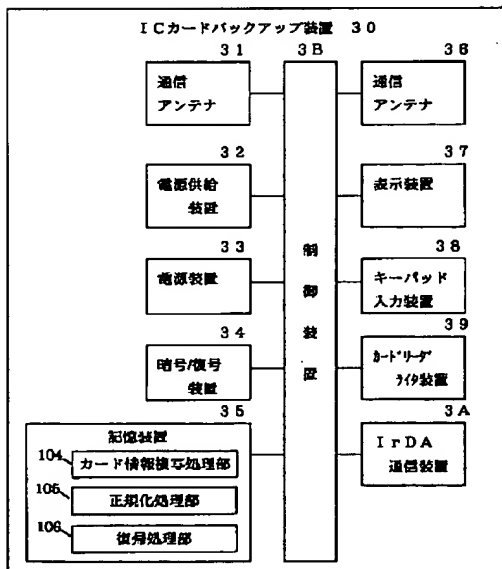 ICカードバックアップ装置 30
31
通信
アンテナ
32
電源供給
装置
33
電源装置
34
暗号/復号
装置
35
記憶装置
104
カード情報複写処理部
105
正規化処理部
106
復帰処理部
3B
制
御
装
置
36
通信
アンテナ
37
表示装置
38
キーパッド
入力装置
39
カードリーダ
ライタ装置
3A
IrDA
通信装置